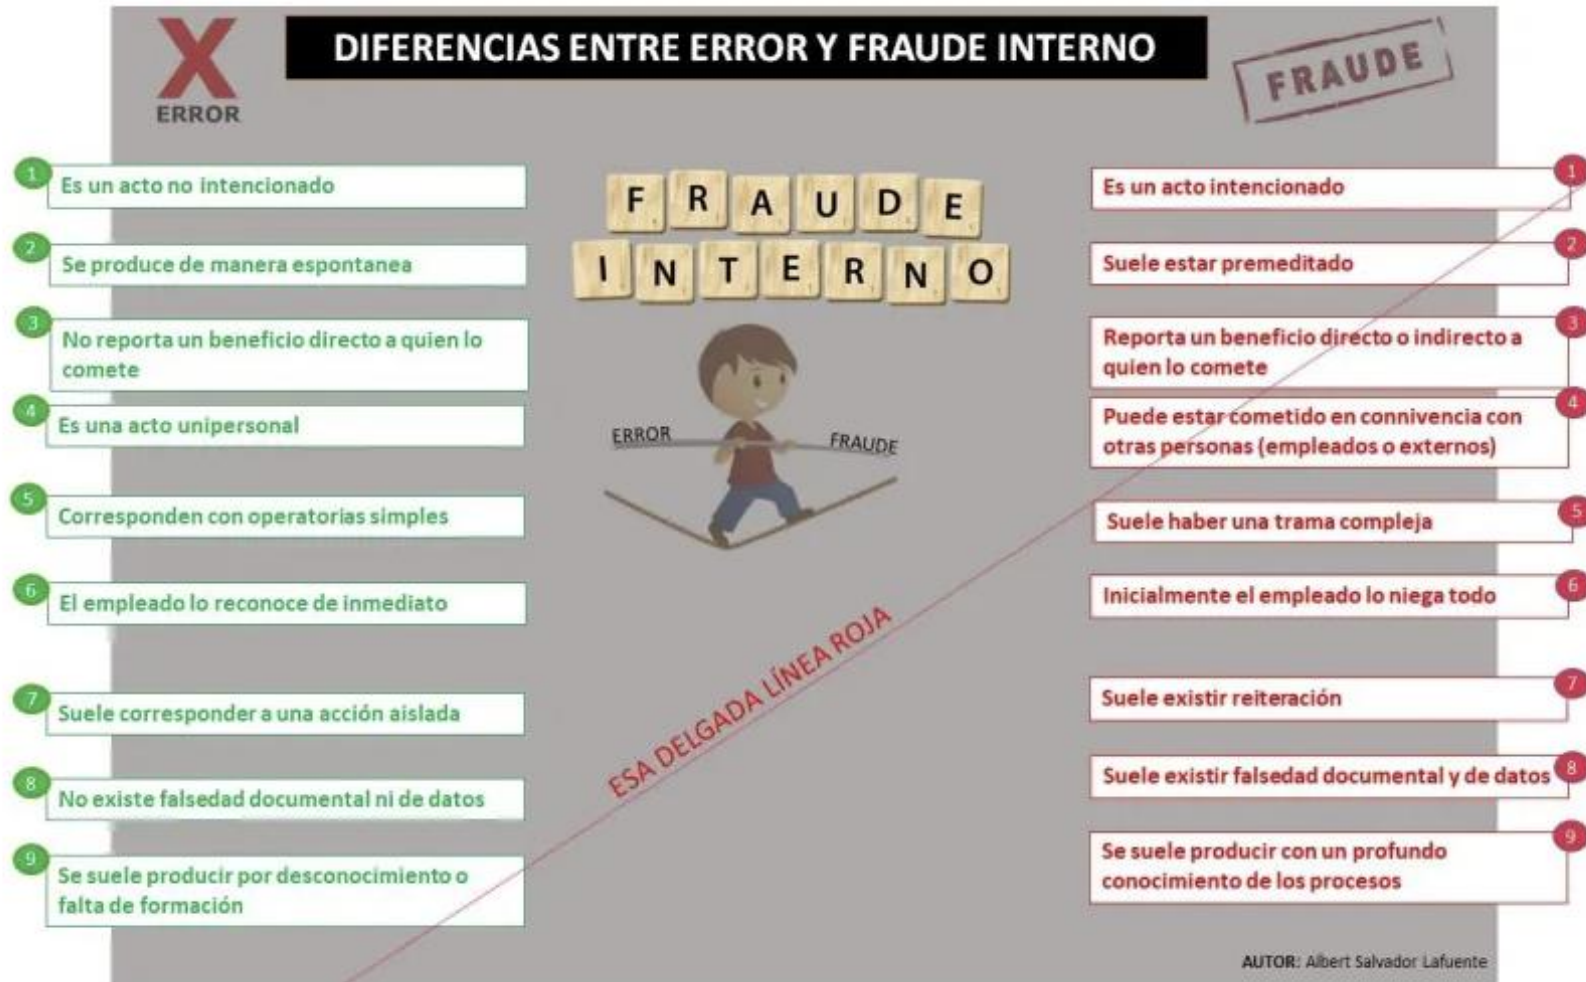 DIFERENCIAS ENTRE ERROR Y FRAUDE INTERNO
X
ERROR
FRAUDE
1
Es un acto no intencionado
2
Se produce de manera espontanea
3
No reporta un beneficio directo a quien lo
comete
4
Es una acto unipersonal
5
Corresponden con operatorias simples
6
El empleado lo reconoce de inmediato
7
Suele corresponder a una acción aislada
8
No existe falsedad documental ni de datos
9
Se suele producir por desconocimiento o
falta de formación
FRAUDE
INTERNO
ERROR
FRAUDE
ESA DELGADA LÍNEA ROJA
1
Es un acto intencionado
2
Suele estar premeditado
3
Reporta un beneficio directo o indirecto a
quien lo comete
4
Puede estar cometido en connivencia con
otras personas (empleados o externos)
5
Suele haber una trama compleja
6
Inicialmente el empleado lo niega todo
7
Suele existir reiteración
8
Suele existir falsedad documental y de datos
9
Se suele producir con un profundo
conocimiento de los procesos
AUTOR: Albert Salvador Lafuente